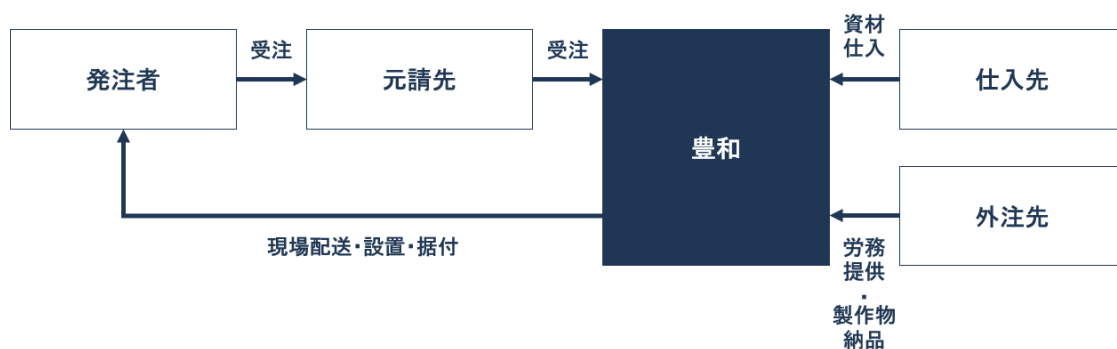 発注者
受注
元請先
受注
豊和
資材
仕入
仕入先
外注先
労務
提供
・
製作物
納品
現場配送・設置・据付